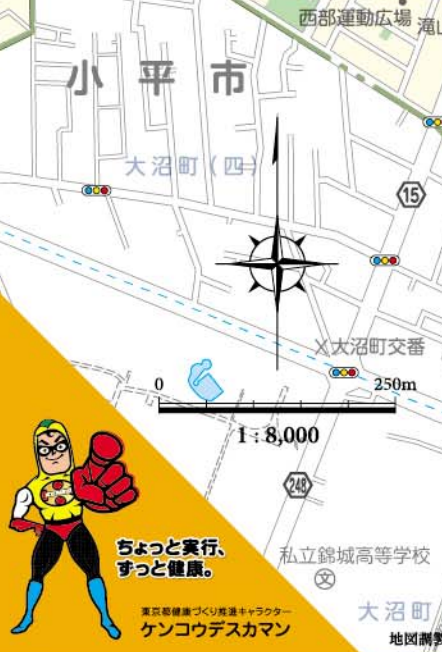 西部運動広場
滝山
小平市
大沼町(四)
15
大沼町交番
0
250m
1 : 8,000
248
ちょっと実行、
ずっと健康。
私立錦城高等学校
文
東京都健康づくり推進キャラクター
ケンコウデスカマン
大沼町
地図調整